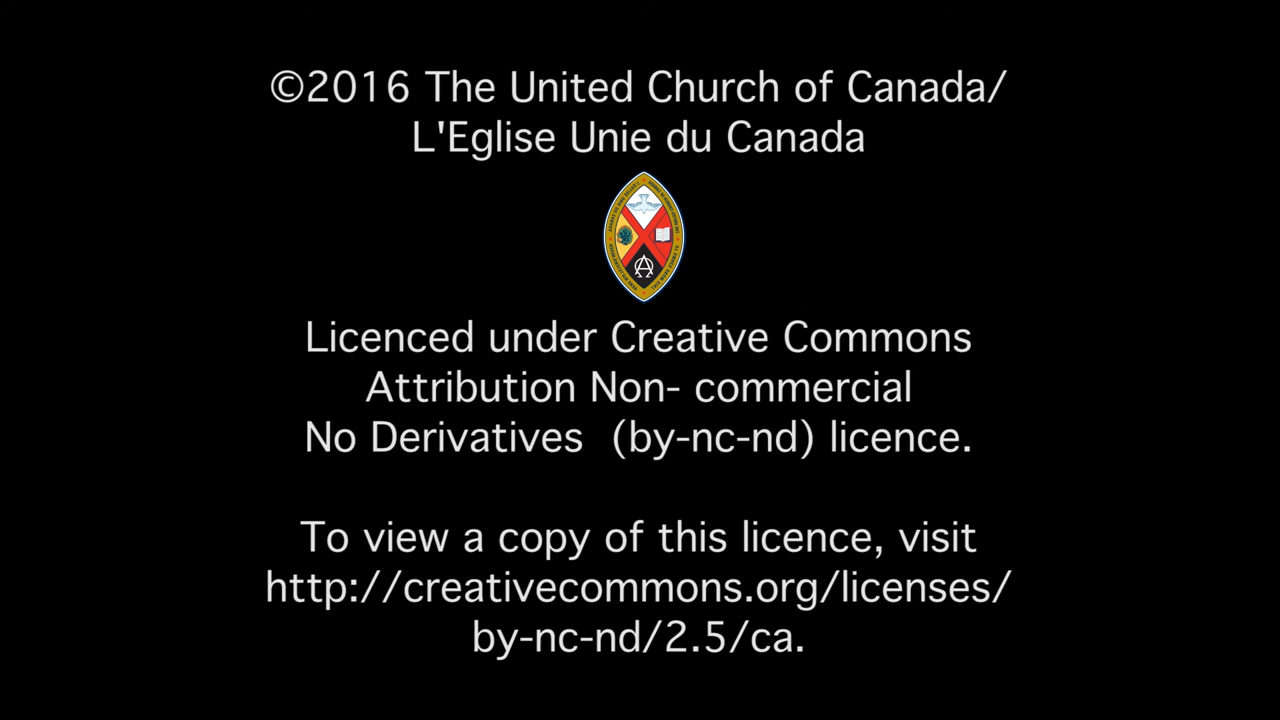 ©2016 The United Church of Canada/
L'Eglise Unie du Canada
Licenced under Creative Commons
Attribution Non- commercial
No Derivatives  (by-nc-nd) licence.
To view a copy of this licence, visit
http://creativecommons.org/licenses/
by-nc-nd/2.5/ca.